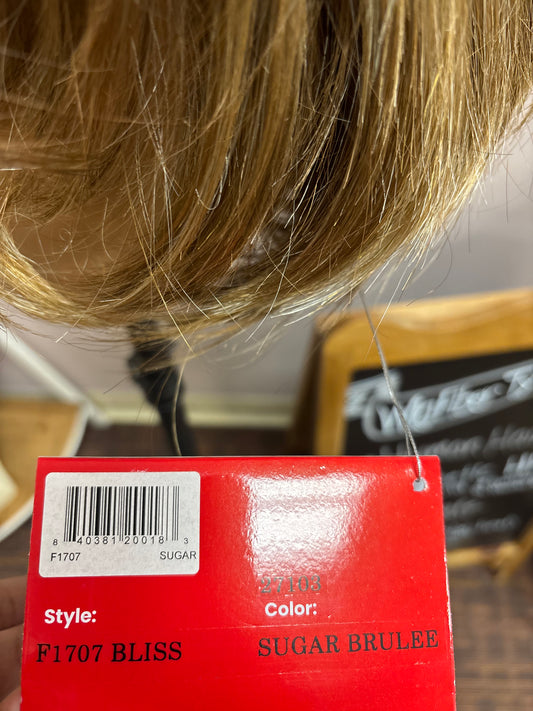 8 40381 20018 3
F1707 SUGAR
27103
Style: Color:
F1707 BLISS SUGAR BRULEE